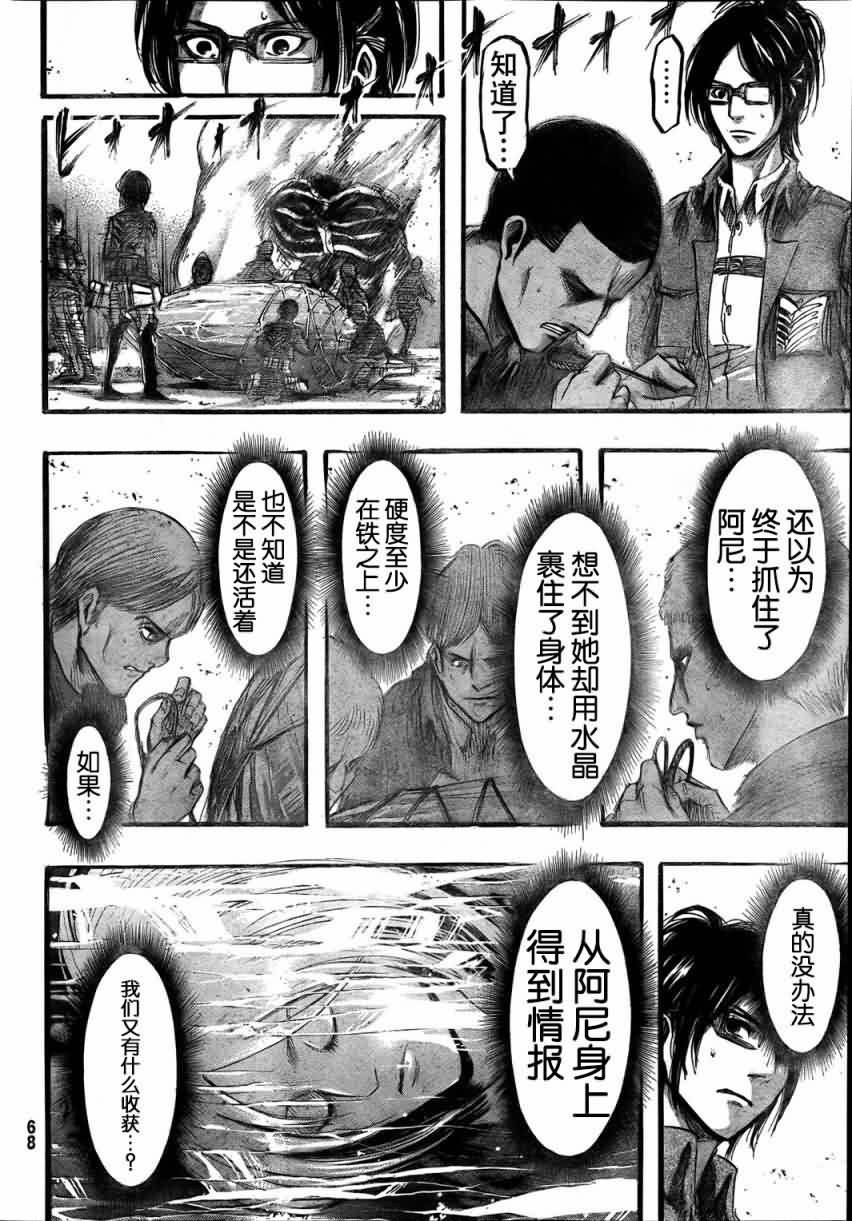 ……
知道了…
还以为
终于抓住了
阿尼…
想不到她却用水晶
裹住了身体…
硬度至少
在铁之上…
也不知道
是不是还活着
如果…
真的没办法
从阿尼身上
得到情报
我们又有什么收获…？
68